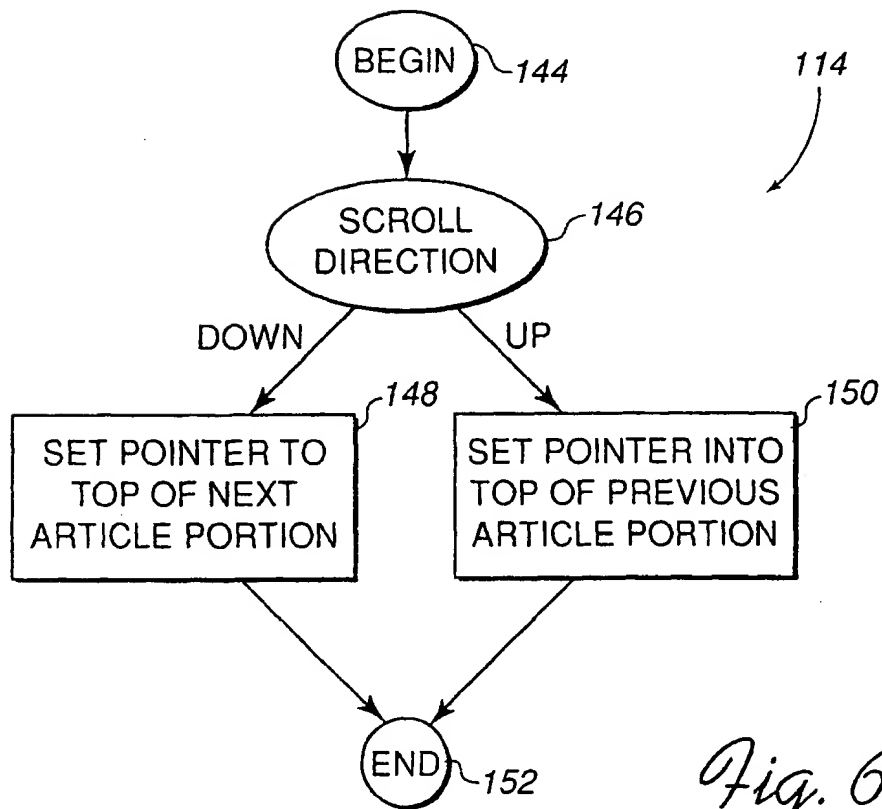 BEGIN
144
114
SCROLL
DIRECTION
146
DOWN
UP
148
150
SET POINTER TO
TOP OF NEXT
ARTICLE PORTION
SET POINTER INTO
TOP OF PREVIOUS
ARTICLE PORTION
END
152
Fig. 6